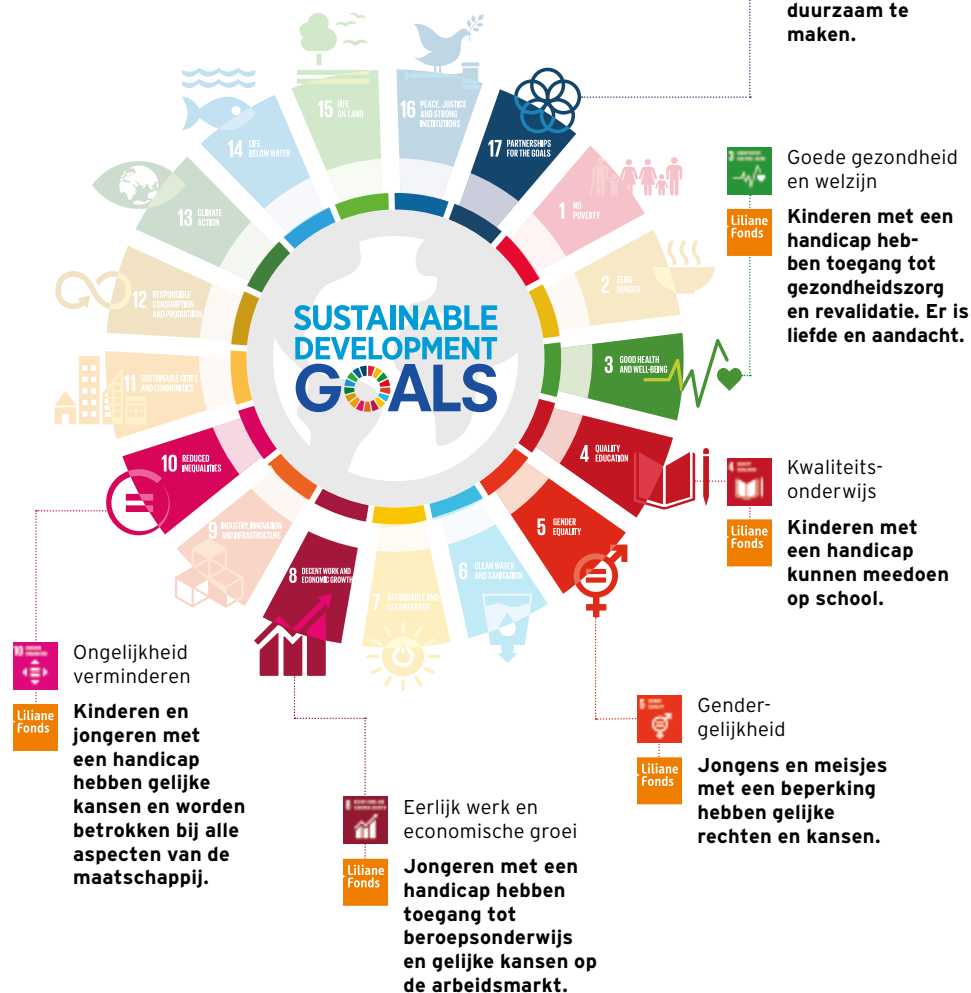 duurzaam te
maken.
15 LIFE
ON LAND
16 PEACE, JUSTICE
AND STRONG
INSTITUTIONS
14 LIFE
BELOW WATER
17 PARTNERSHIPS
FOR THE GOALS
13 CLIMATE
ACTION
1 NO
POVERTY
12 RESPONSIBLE
CONSUMPTION
AND PRODUCTION
2 ZERO
HUNGER
SUSTAINABLE
DEVELOPMENT
GOALS
11 SUSTAINABLE CITIES
AND COMMUNITIES
3 GOOD HEALTH
AND WELL-BEING
10 REDUCED
INEQUALITIES
4 QUALITY
EDUCATION
9 INDUSTRY, INNOVATION
AND INFRASTRUCTURE
5 GENDER
EQUALITY
8 DECENT WORK AND
ECONOMIC GROWTH
7 AFFORDABLE AND
CLEAN ENERGY
6 CLEAN WATER
AND SANITATION
3
Goede gezondheid
en welzijn
Liliane
Fonds
Kinderen met een
handicap heb-
ben toegang tot
gezondheidszorg
en revalidatie. Er is
liefde en aandacht.
4
Kwaliteits-
onderwijs
Liliane
Fonds
Kinderen met
een handicap
kunnen meedoen
op school.
5
Gender-
gelijkheid
Liliane
Fonds
Jongens en meisjes
met een beperking
hebben gelijke
rechten en kansen.
8
Eerlijk werk en
economische groei
Liliane
Fonds
Jongeren met een
handicap hebben
toegang tot
beroepsonderwijs
en gelijke kansen op
de arbeidsmarkt.
10
Ongelijkheid
verminderen
Liliane
Fonds
Kinderen en
jongeren met
een handicap
hebben gelijke
kansen en worden
betrokken bij alle
aspecten van de
maatschappij.